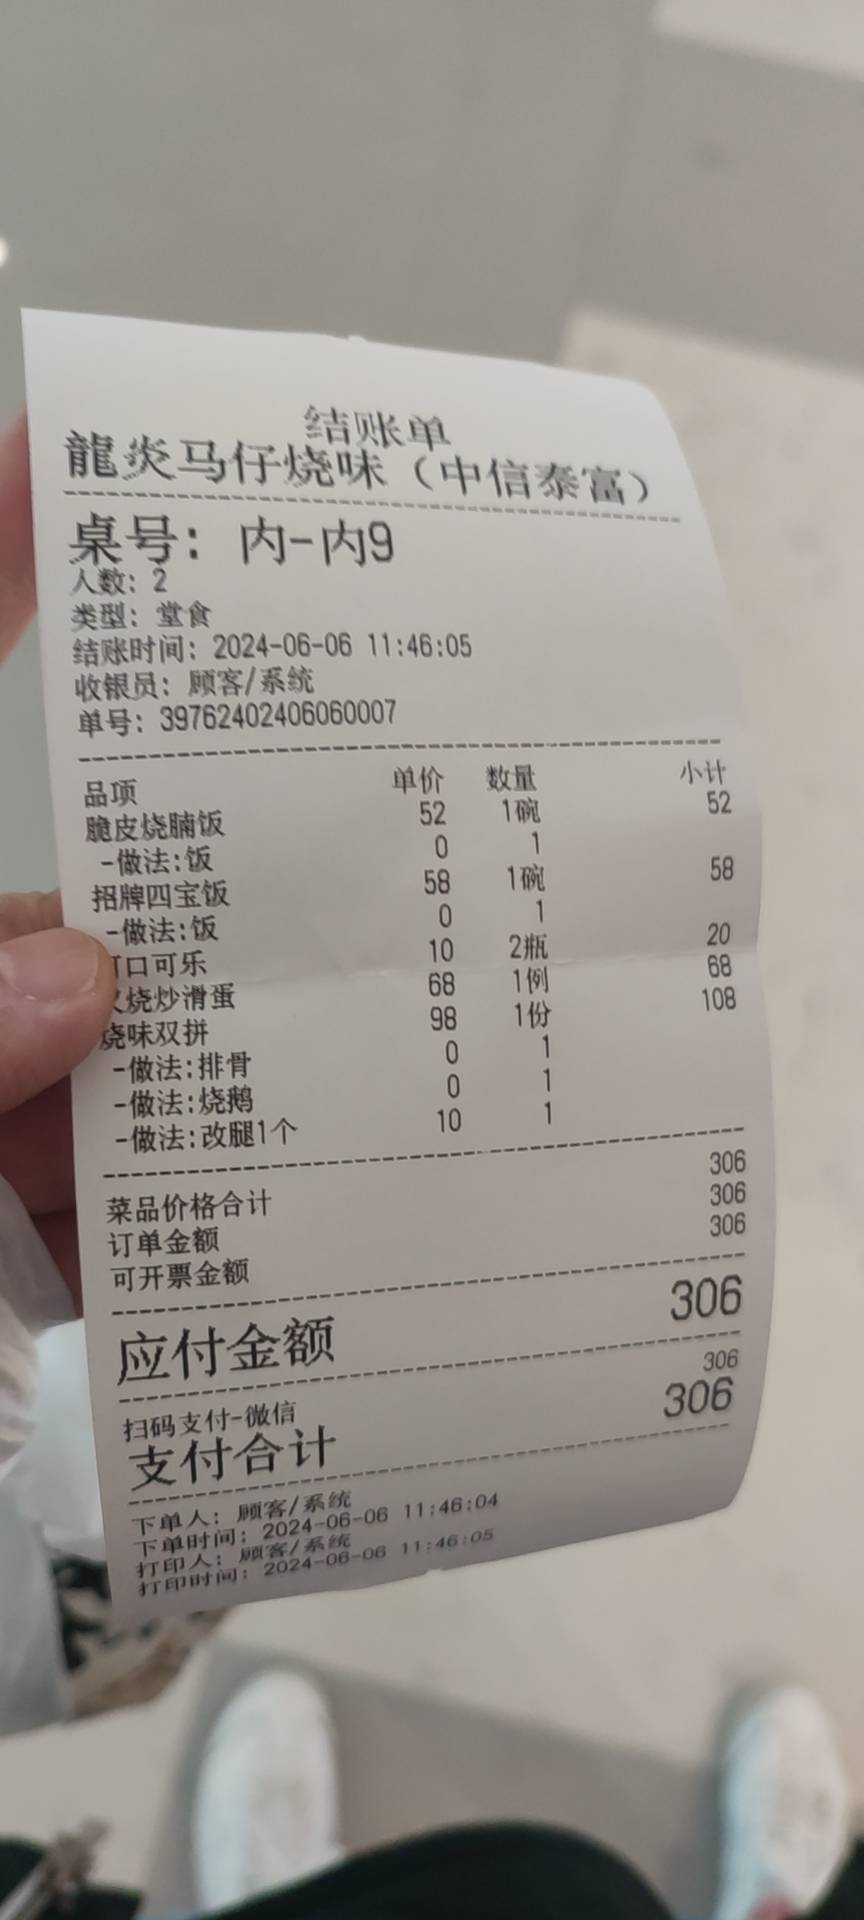 结账单
龍炎马仔烧味（中信泰富）
桌号: 内-内9
人数: 2
类型: 堂食
结账时间: 2024-06-06 11:46:05
收银员: 顾客/系统
单号: 39762402406060007
品项 单价 数量 小计
脆皮烧腩饭 52 1碗 52
-做法:饭 0 1
招牌四宝饭 58 1碗 58
-做法:饭 0 1
口可乐 10 2瓶 20
烧炒滑蛋 68 1例 68
烧味双拼 98 1份 108
-做法:排骨 0 1
-做法:烧鹅 0 1
-做法:改腿1个 10 1
菜品价格合计 306
订单金额 306
可开票金额 306
应付金额 306
扫码支付-微信 306
支付合计 306
下单人: 顾客/系统
下单时间: 2024-06-06 11:46:04
打印人: 顾客/系统
打印时间: 2024-06-06 11:46:05